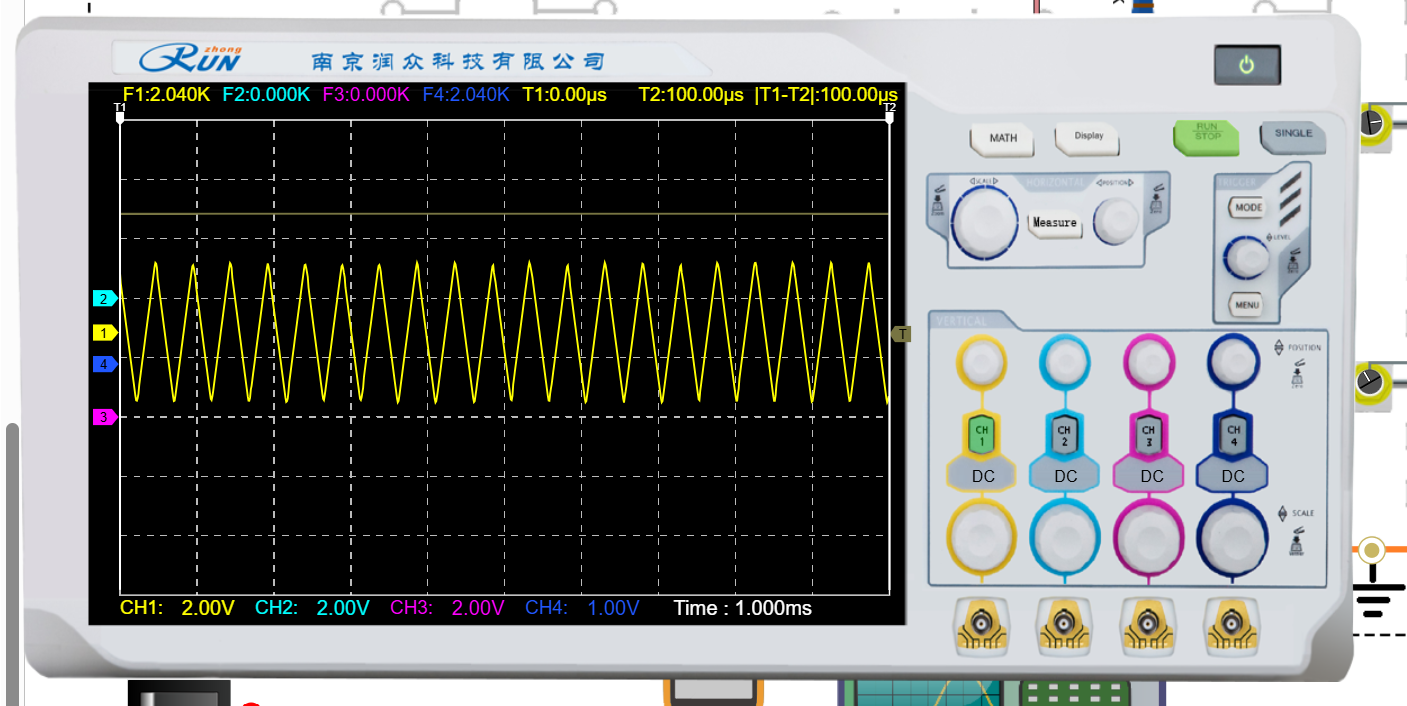 RUN zhong
南京润众科技有限公司
F1:2.040K F2:0.000K F3:0.000K F4:2.040K T1:0.00μs T2:100.00μs |T1-T2|:100.00μs
T1 T2
2
1
T
4
3
CH1: 2.00V CH2: 2.00V CH3: 2.00V CH4: 1.00V Time : 1.000ms
MATH Display RUN STOP SINGLE
◁SCALE▷ HORIZONTAL ◁POSITION▷
Measure
TRIGGER
MODE
LEVEL
MENU
VERTICAL
POSITION
CH 1 CH 2 CH 3 CH 4
DC DC DC DC
SCALE